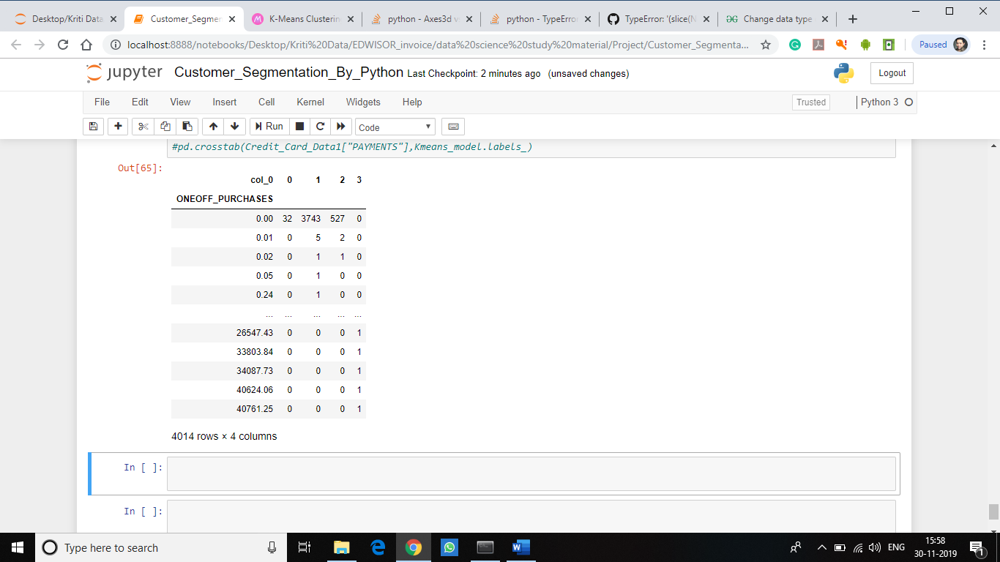 Desktop/Kriti Data
Customer_Segmen
K-Means Clusterin
python - Axes3d v
python - TypeError
TypeError: '(slice(N
Change data type
localhost:8888/notebooks/Desktop/Kriti%20Data/EDWISOR_invoice/data%20science%20study%20material/Project/Customer_Segmenta...
Paused
jupyter Customer_Segmentation_By_Python Last Checkpoint: 2 minutes ago (unsaved changes)
Logout
File Edit View Insert Cell Kernel Widgets Help
Trusted
Python 3
Run
Code
#pd.crosstab(Credit_Card_Data1["PAYMENTS"],Kmeans_model.labels_)
Out[65]:
col_0 0 1 2 3
ONEOFF_PURCHASES
0.00 32 3743 527 0
0.01 0 5 2 0
0.02 0 1 1 0
0.05 0 1 0 0
0.24 0 1 0 0
... ... ... ... ...
26547.43 0 0 0 1
33803.84 0 0 0 1
34087.73 0 0 0 1
40624.06 0 0 0 1
40761.25 0 0 0 1
4014 rows × 4 columns
In [ ]:
In [ ]:
Type here to search
ENG
15:58
30-11-2019
1